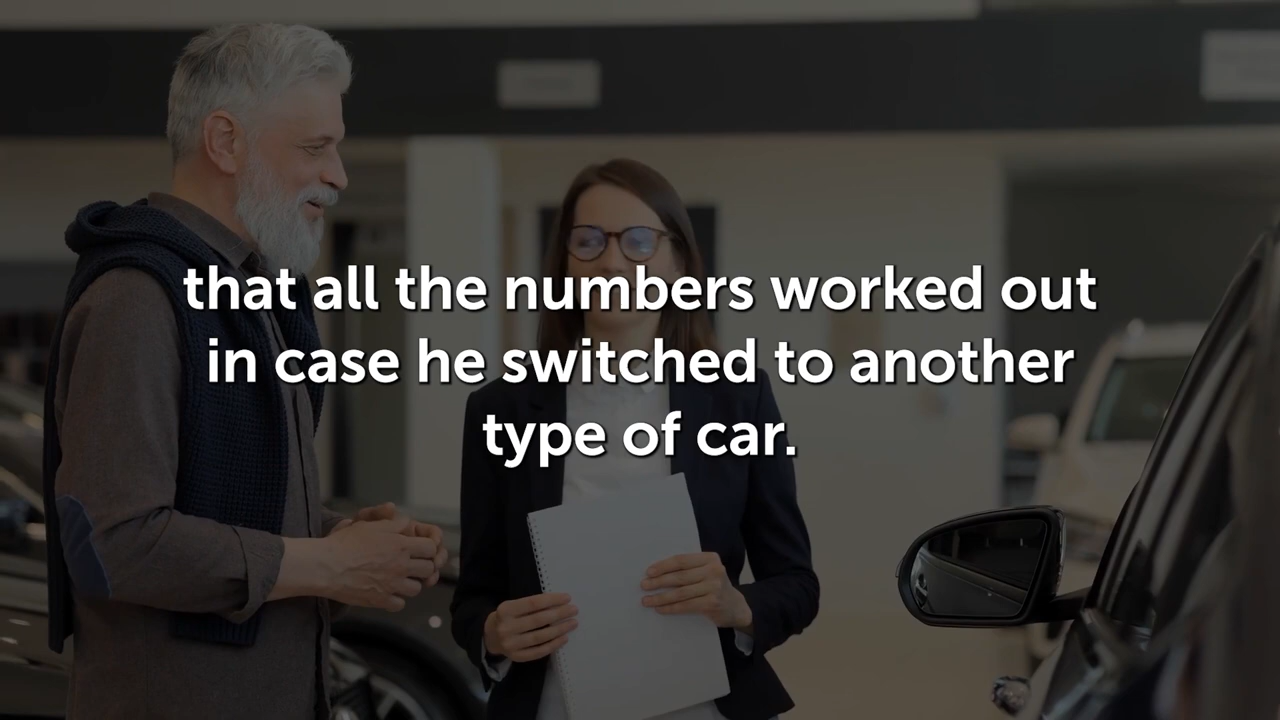 that all the numbers worked out
in case he switched to another
type of car.